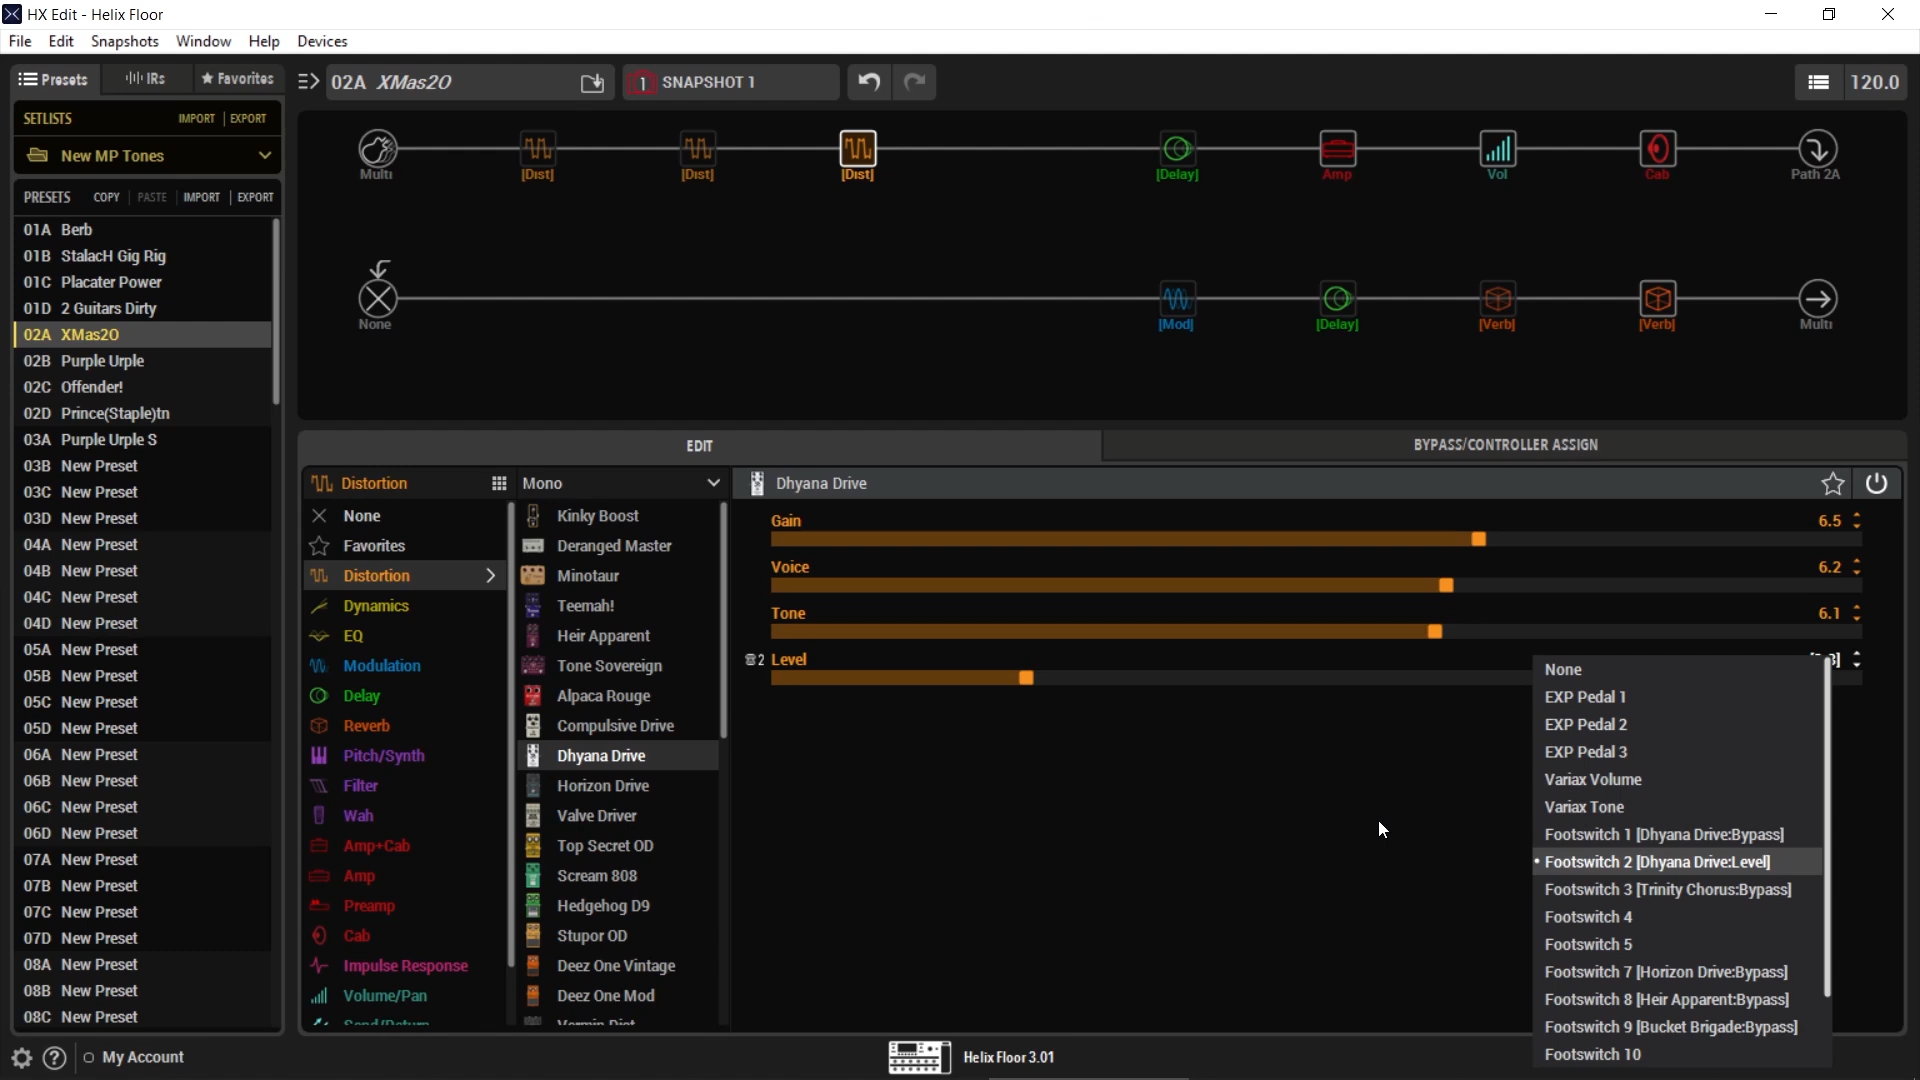 HX Edit - Helix Floor
File Edit Snapshots Window Help Devices
Presets IRs Favorites
02A XMas2O
1 SNAPSHOT 1
120.0
SETLISTS IMPORT EXPORT
New MP Tones
PRESETS COPY PASTE IMPORT EXPORT
01A Berb
01B StalacH Gig Rig
01C Placater Power
01D 2 Guitars Dirty
02A XMas2O
02B Purple Urple
02C Offender!
02D Prince(Staple)tn
03A Purple Urple S
03B New Preset
03C New Preset
03D New Preset
04A New Preset
04B New Preset
04C New Preset
04D New Preset
05A New Preset
05B New Preset
05C New Preset
05D New Preset
06A New Preset
06B New Preset
06C New Preset
06D New Preset
07A New Preset
07B New Preset
07C New Preset
07D New Preset
08A New Preset
08B New Preset
08C New Preset
Multi [Dist] [Dist] [Dist] [Delay] Amp Vol Cab Path 2A
None [Mod] [Delay] [Verb] [Verb] Multi
EDIT BYPASS/CONTROLLER ASSIGN
Distortion
None
Favorites
Distortion
Dynamics
EQ
Modulation
Delay
Reverb
Pitch/Synth
Filter
Wah
Amp+Cab
Amp
Preamp
Cab
Impulse Response
Volume/Pan
Send/Return
Mono
Kinky Boost
Deranged Master
Minotaur
Teemah!
Heir Apparent
Tone Sovereign
Alpaca Rouge
Compulsive Drive
Dhyana Drive
Horizon Drive
Valve Driver
Top Secret OD
Scream 808
Hedgehog D9
Stupor OD
Deez One Vintage
Deez One Mod
Vermin Dist
Dhyana Drive
Gain 6.5
Voice 6.2
Tone 6.1
2 Level
None
EXP Pedal 1
EXP Pedal 2
EXP Pedal 3
Variax Volume
Variax Tone
Footswitch 1 [Dhyana Drive:Bypass]
• Footswitch 2 [Dhyana Drive:Level]
Footswitch 3 [Trinity Chorus:Bypass]
Footswitch 4
Footswitch 5
Footswitch 7 [Horizon Drive:Bypass]
Footswitch 8 [Heir Apparent:Bypass]
Footswitch 9 [Bucket Brigade:Bypass]
Footswitch 10
? My Account
Helix Floor 3.01